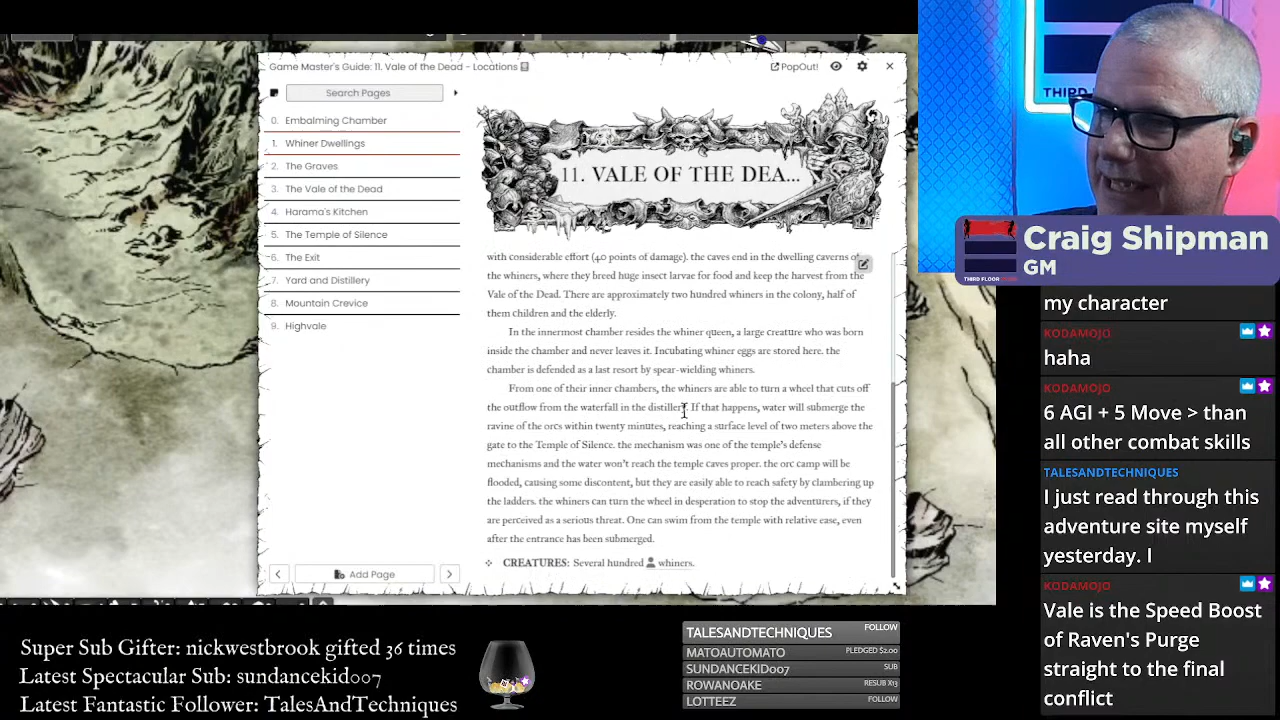 Game Master's Guide: 11. Vale of the Dead - Locations
PopOut!
Search Pages
0. Embalming Chamber
1. Whiner Dwellings
2. The Graves
3. The Vale of the Dead
4. Harama's Kitchen
5. The Temple of Silence
6. The Exit
7. Yard and Distillery
8. Mountain Crevice
9. Highvale
Add Page
11. VALE OF THE DEA...
with considerable effort (40 points of damage). the caves end in the dwelling caverns of
the whiners, where they breed huge insect larvae for food and keep the harvest from the
Vale of the Dead. There are approximately two hundred whiners in the colony, half of
them children and the elderly.
In the innermost chamber resides the whiner queen, a large creature who was born
inside the chamber and never leaves it. Incubating whiner eggs are stored here. the
chamber is defended as a last resort by spear-wielding whiners.
From one of their inner chambers, the whiners are able to turn a wheel that cuts off
the outflow from the waterfall in the distillery. If that happens, water will submerge the
ravine of the orcs within twenty minutes, reaching a surface level of two meters above the
gate to the Temple of Silence. the mechanism was one of the temple's defense
mechanisms and the water won't reach the temple caves proper. the orc camp will be
flooded, causing some discontent, but they are easily able to reach safety by clambering up
the ladders. the whiners can turn the wheel in desperation to stop the adventurers, if they
are perceived as a serious threat. One can swim from the temple with relative ease, even
after the entrance has been submerged.
CREATURES: Several hundred whiners.
THIRD
Craig Shipman
GM
THIRD FLOOR
my character
KODAMOJO
haha
KODAMOJO
6 AGI + 5 Move > than
all other combat skills
TALESANDTECHNIQUES
I just read through this
adventure site myself
yesterday. I
KODAMOJO
Vale is the Speed Boost
of Raven's Purge
straight to the final
conflict
Super Sub Gifter: nickwestbrook gifted 36 times
Latest Spectacular Sub: sundancekid007
Latest Fantastic Follower: TalesAndTechniques
TALESANDTECHNIQUES FOLLOW
MATOAUTOMATO PLEDGED $2.00
SUNDANCEKID007 SUB
ROWANOAKE RESUB X13
LOTTEEZ FOLLOW